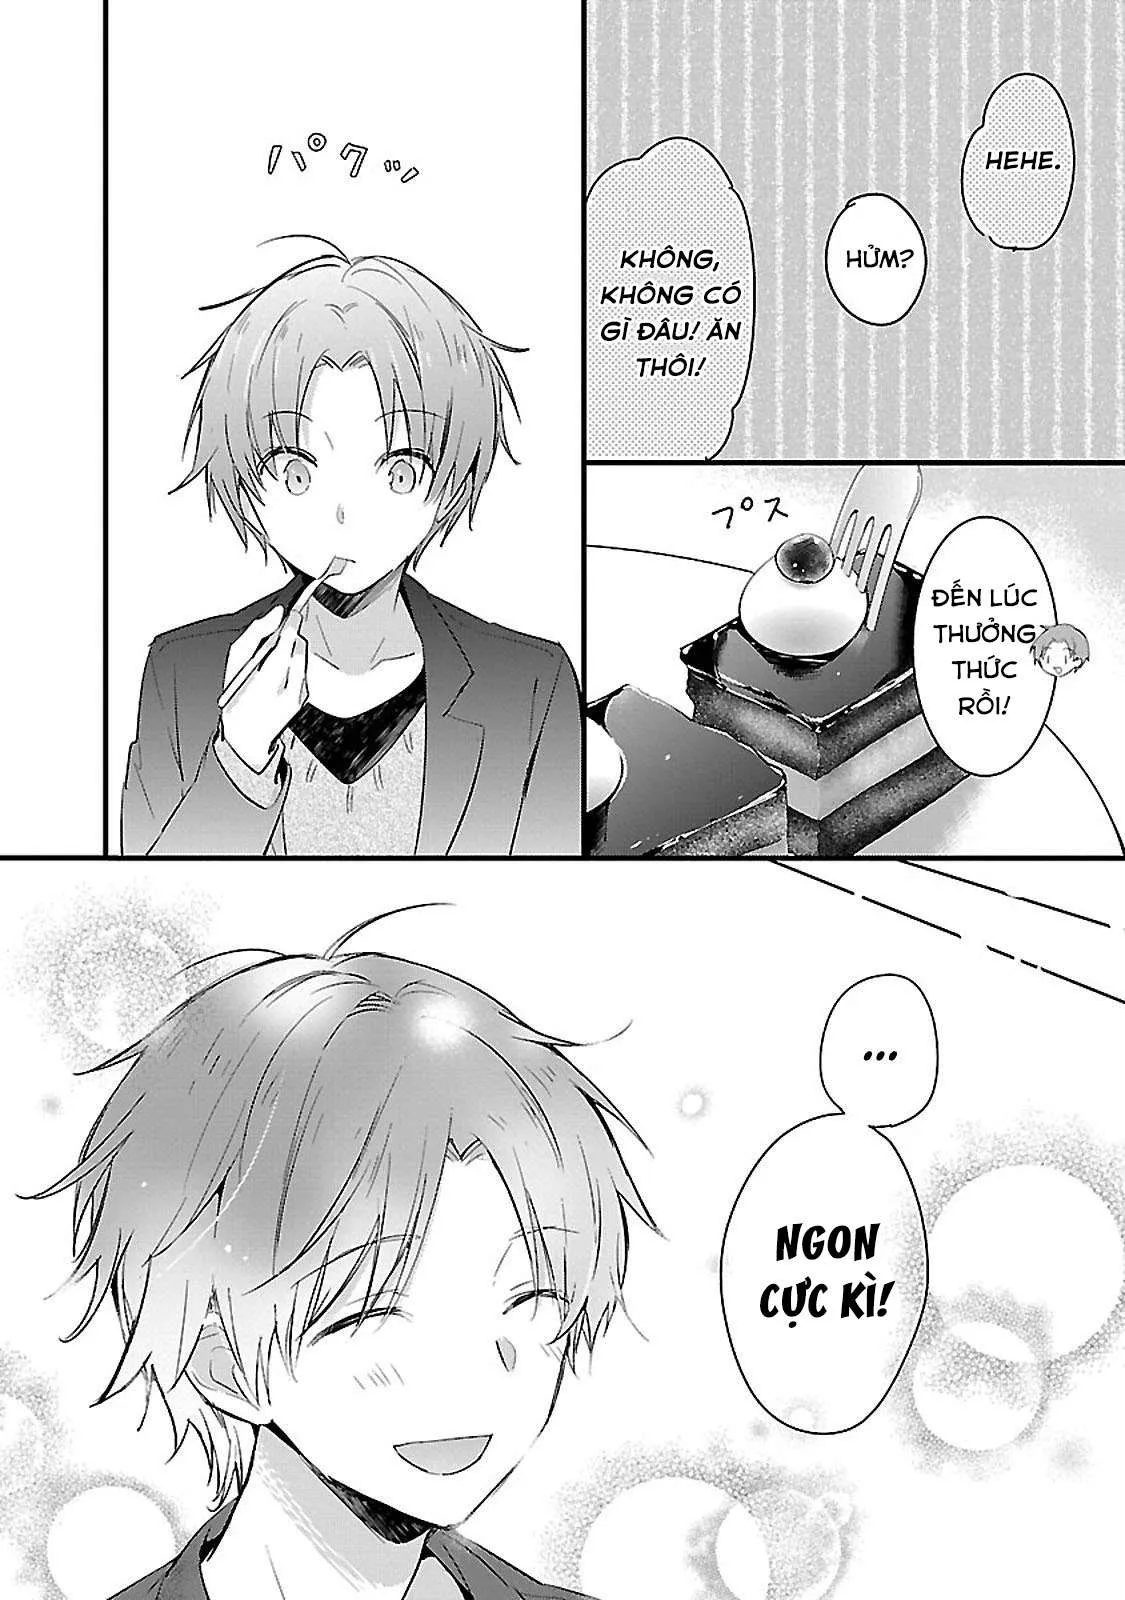 HEHE.
HỬM?
KHÔNG,
KHÔNG CÓ
GÌ ĐÂU! ĂN
THÔI!
プス
ĐẾN LÚC
THƯỞNG
THỨC
RỒI!
パクッ
...
NGON
CỰC KÌ!